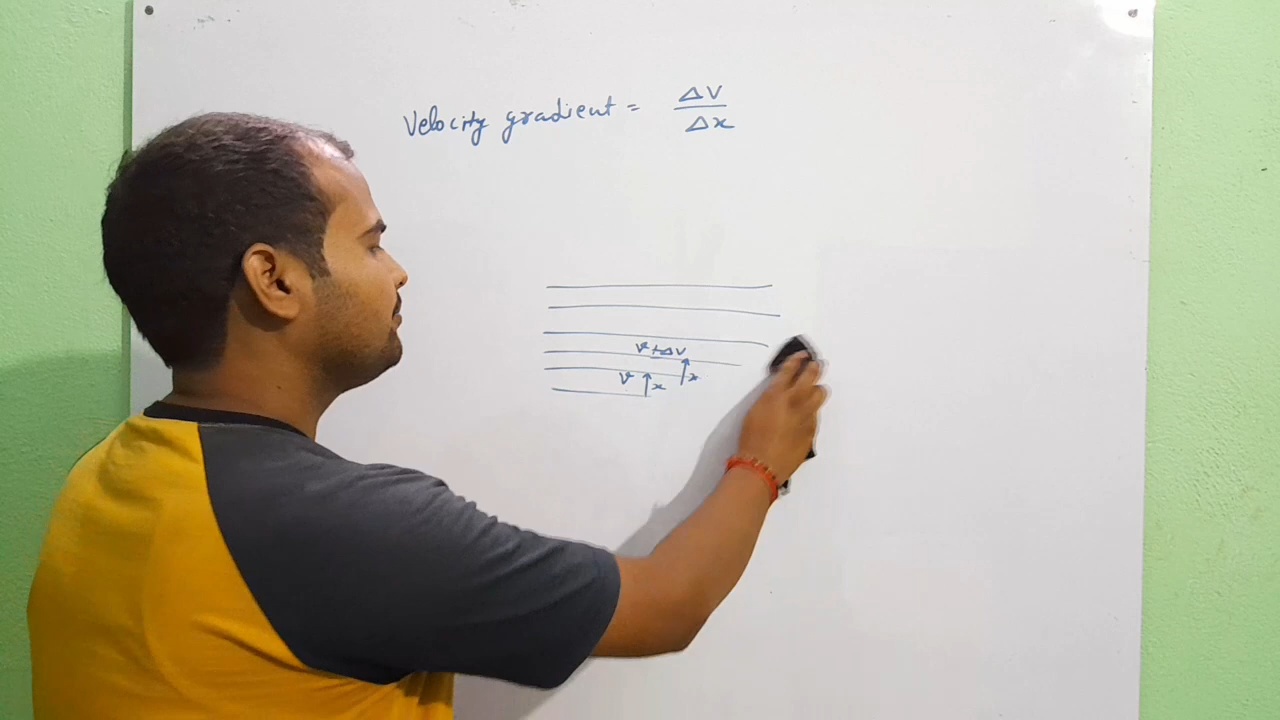 Velocity gradient = ΔV
Δx
v+Δv
v x x